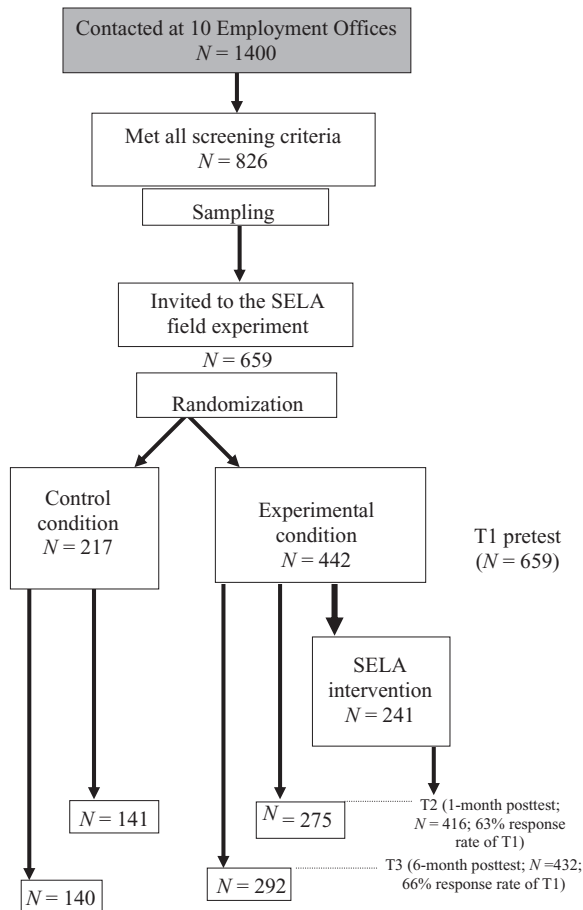 Contacted at 10 Employment Offices
N = 1400
Met all screening criteria
N = 826
Sampling
Invited to the SELA
field experiment
N = 659
Randomization
Control
condition
N = 217
Experimental
condition
N = 442
T1 pretest
(N = 659)
SELA
intervention
N = 241
N = 141
N = 275
T2 (1-month posttest;
N = 416; 63% response
rate of T1)
N = 140
N = 292
T3 (6-month posttest; N =432;
66% response rate of T1)